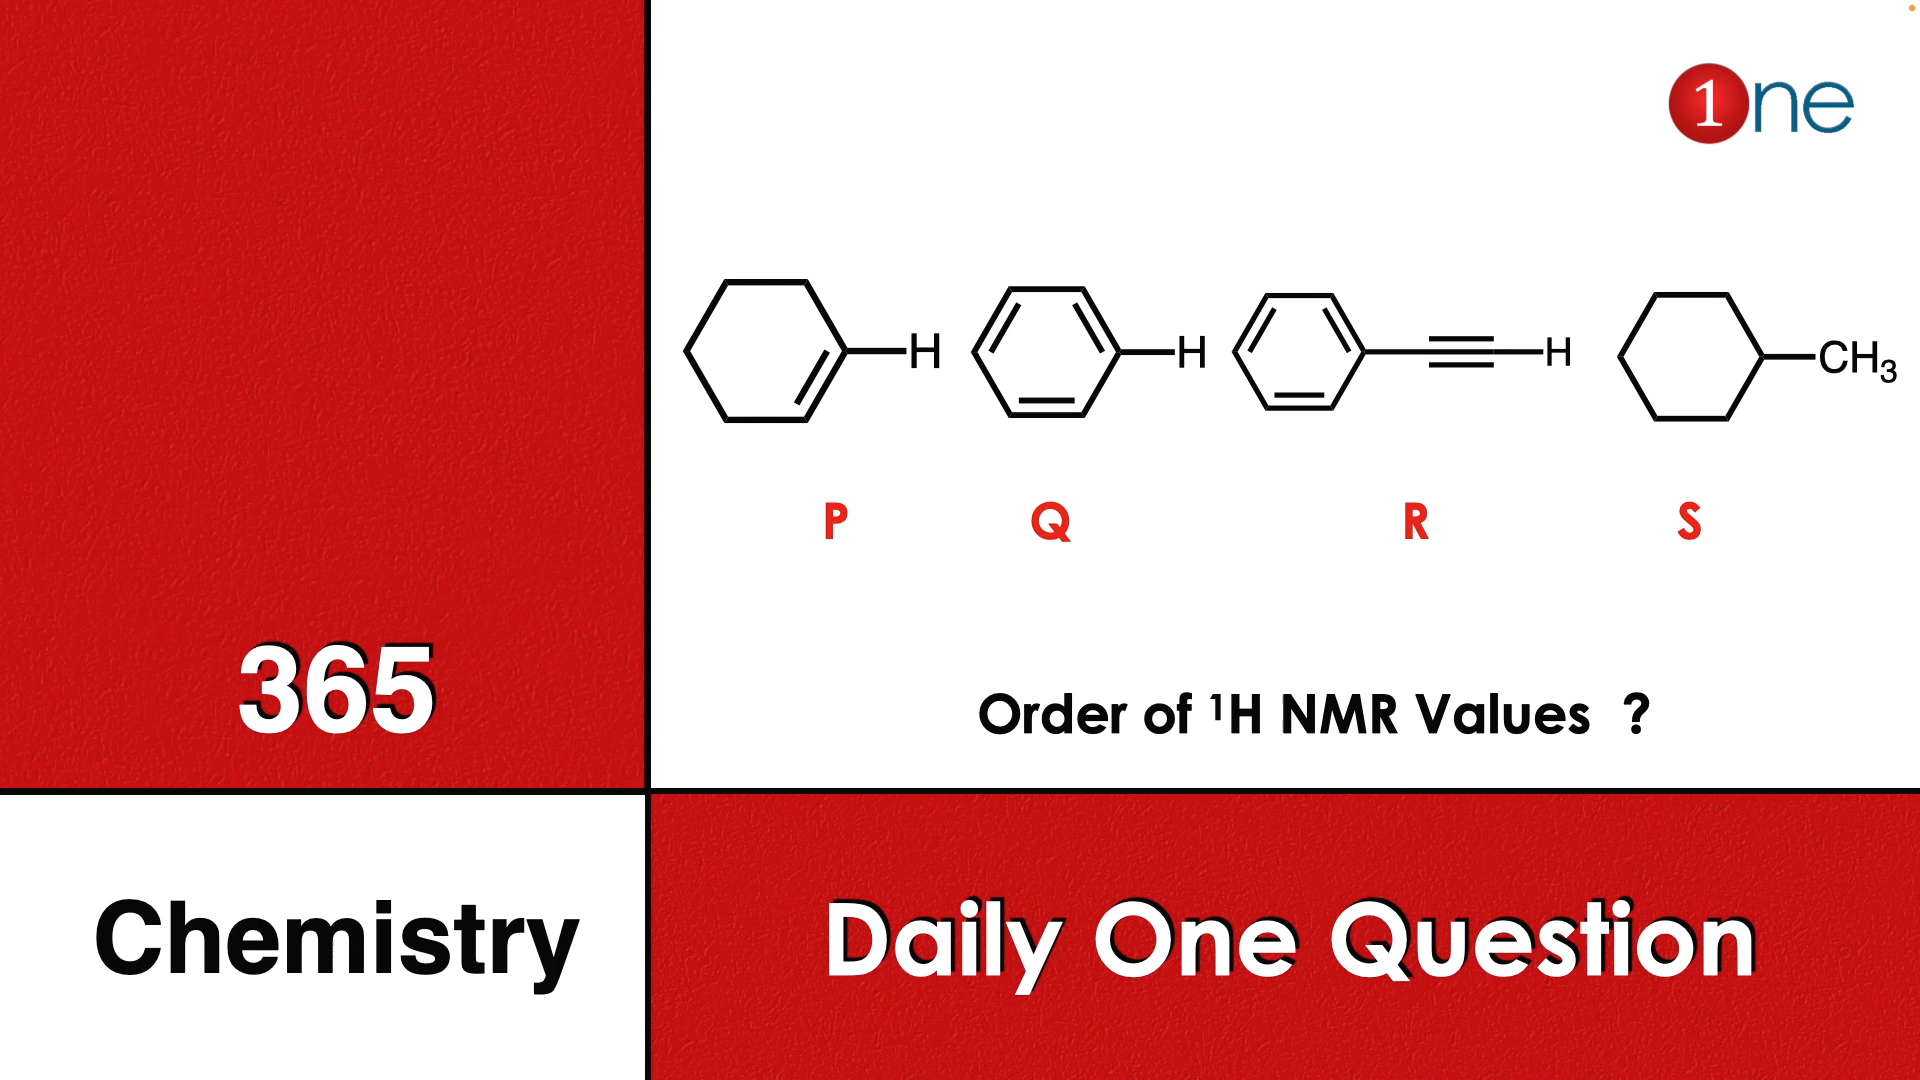 1ne
H
H
H
CH₃
P Q R S
365
Order of ¹H NMR Values ?
Chemistry
Daily One Question